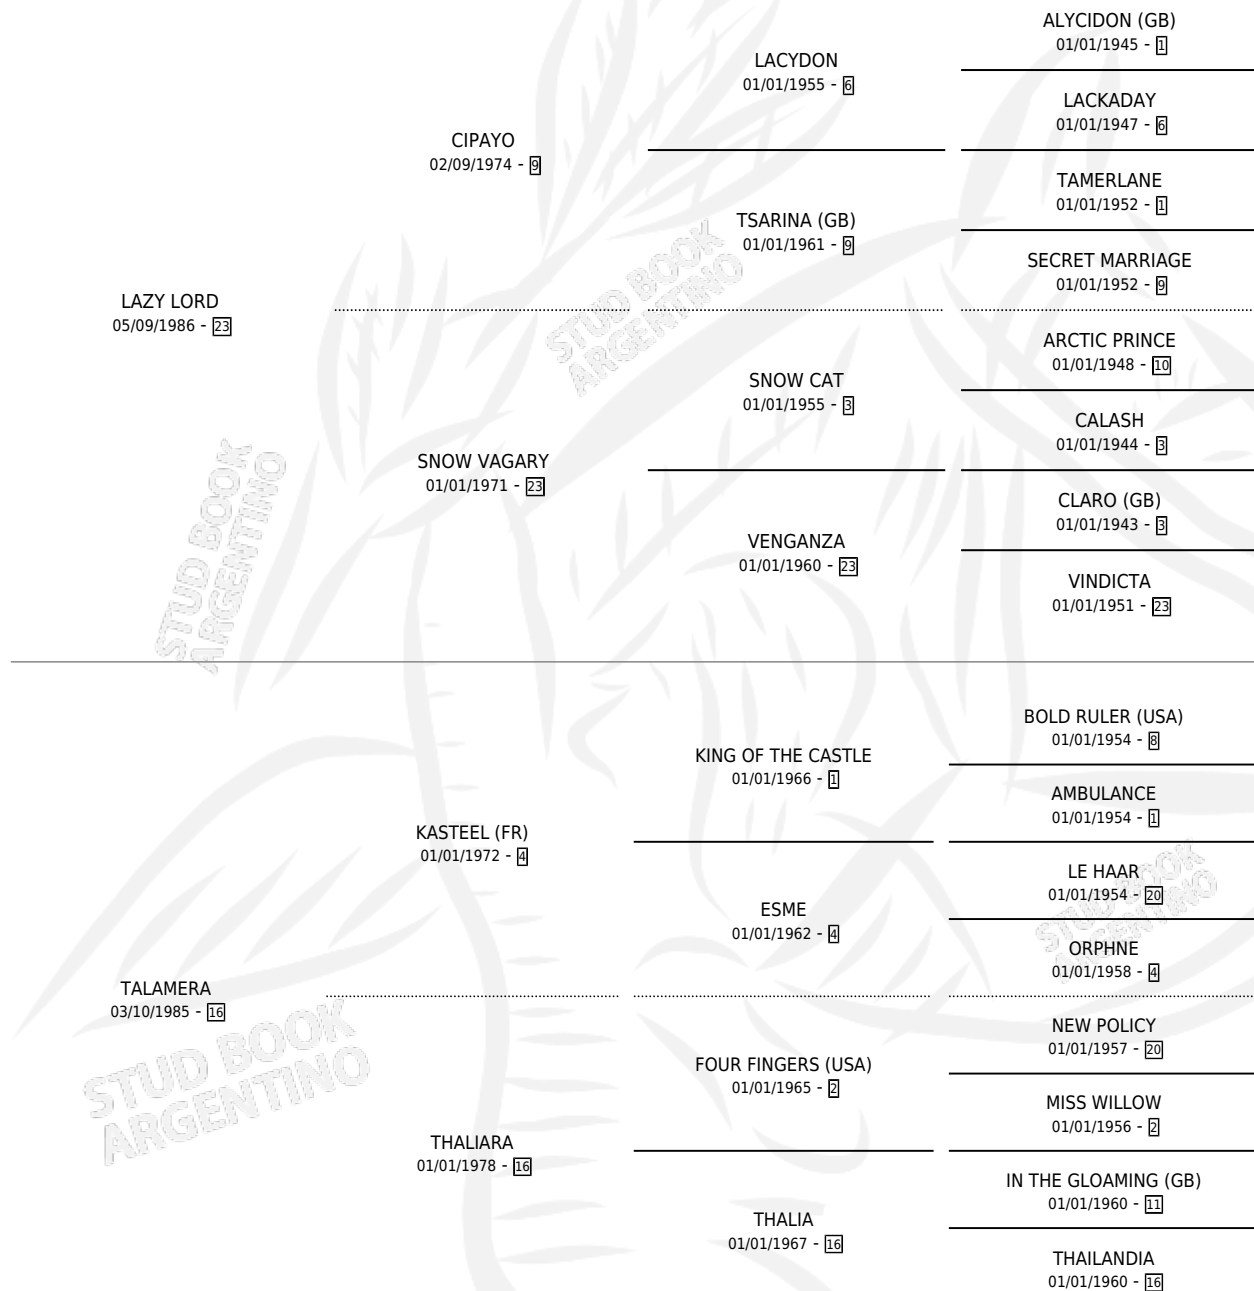 ALYCIDON (GB)
01/01/1945 - 1
LACYDON
01/01/1955 - 6
LACKADAY
01/01/1947 - 6
CIPAYO
02/09/1974 - 9
TAMERLANE
01/01/1952 - 1
TSARINA (GB)
01/01/1961 - 9
SECRET MARRIAGE
01/01/1952 - 9
LAZY LORD
05/09/1986 - 23
ARCTIC PRINCE
01/01/1948 - 10
SNOW CAT
01/01/1955 - 3
CALASH
01/01/1944 - 3
SNOW VAGARY
01/01/1971 - 23
CLARO (GB)
01/01/1943 - 3
VENGANZA
01/01/1960 - 23
VINDICTA
01/01/1951 - 23
BOLD RULER (USA)
01/01/1954 - 8
KING OF THE CASTLE
01/01/1966 - 1
AMBULANCE
01/01/1954 - 1
KASTEEL (FR)
01/01/1972 - 4
LE HAAR
01/01/1954 - 20
ESME
01/01/1962 - 4
ORPHNE
01/01/1958 - 4
TALAMERA
03/10/1985 - 16
NEW POLICY
01/01/1957 - 20
FOUR FINGERS (USA)
01/01/1965 - 2
MISS WILLOW
01/01/1956 - 2
THALIARA
01/01/1978 - 16
IN THE GLOAMING (GB)
01/01/1960 - 11
THALIA
01/01/1967 - 16
THAILANDIA
01/01/1960 - 16
STUD BOOK
ARGENTINO
STUD BOOK
ARGENTINO
STUD BOOK
ARGENTINO
STUD BOOK
ARGENTINO